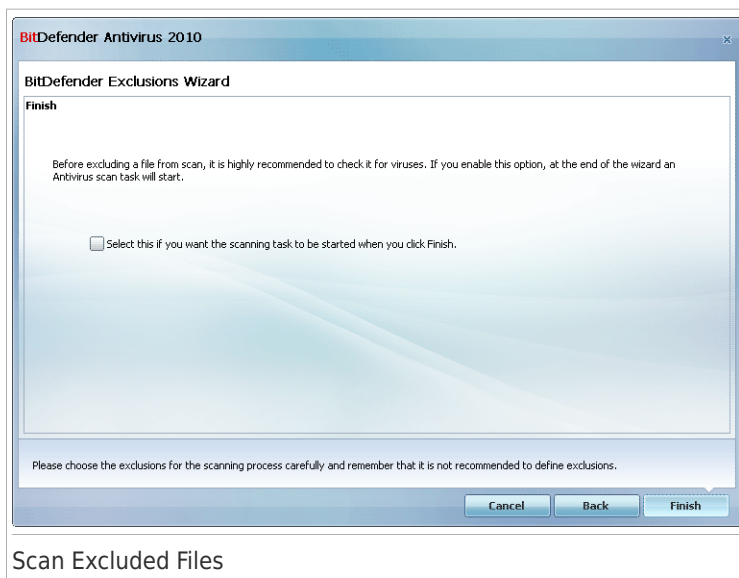 BitDefender Antivirus 2010
BitDefender Exclusions Wizard
Finish
Before excluding a file from scan, it is highly recommended to check it for viruses. If you enable this option, at the end of the wizard an
Antivirus scan task will start.
Select this if you want the scanning task to be started when you click Finish.
Please choose the exclusions for the scanning process carefully and remember that it is not recommended to define exclusions.
Cancel Back Finish
Scan Excluded Files